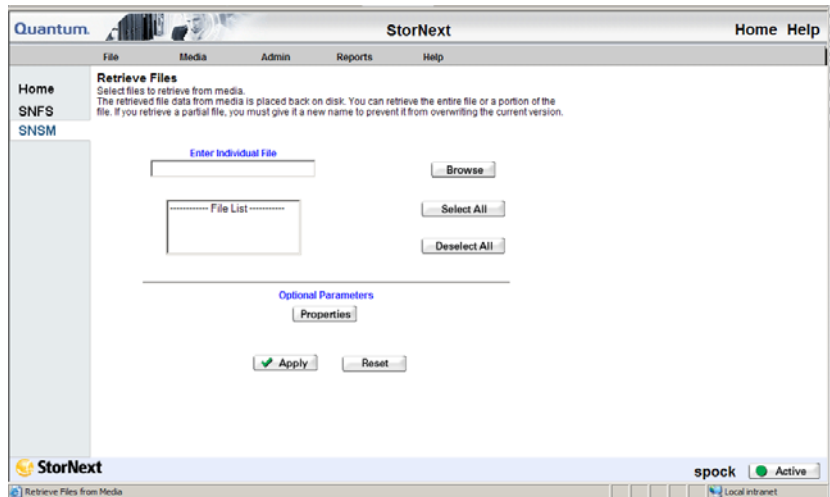 Quantum. StorNext Home Help
File Media Admin Reports Help
Home
SNFS
SNSM
Retrieve Files
Select files to retrieve from media.
The retrieved file data from media is placed back on disk. You can retrieve the entire file or a portion of the
file. If you retrieve a partial file, you must give it a new name to prevent it from overwriting the current version.
Enter Individual File
Browse
----------- File List -----------
Select All
Deselect All
Optional Parameters
Properties
Apply Reset
StorNext
spock Active
Retrieve Files from Media Local intranet